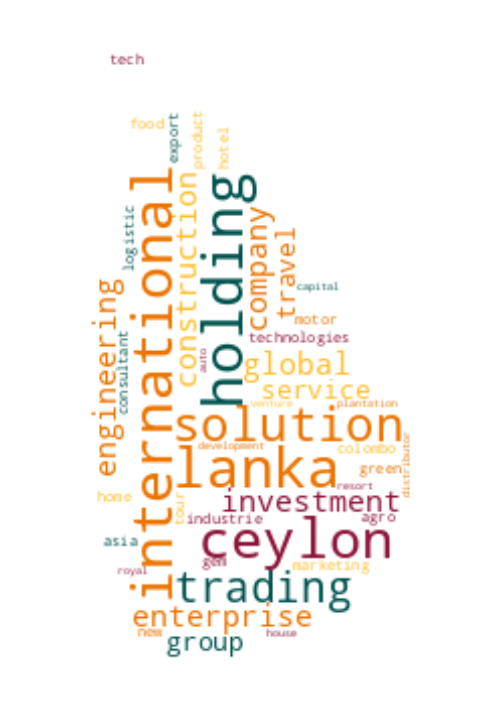 tech
food
export
product
hotel
international
construction
holding
logistic
company
travel
engineering
capital
motor
consultant
technologies
auto
global
service
venture
plantation
solution
development
colombo
distributor
lanka
green
resort
home
tour
investment
industrie
agro
ceylon
asia
gem
marketing
royal
trading
enterprise
new
house
group